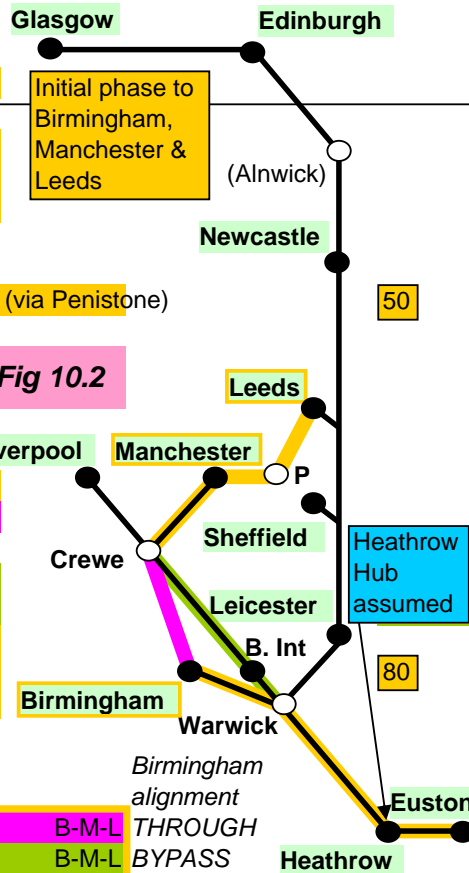 Glasgow
Edinburgh
Initial phase to
Birmingham,
Manchester &
Leeds
(Alnwick)
Newcastle
(via Penistone)
50
Fig 10.2
Leeds
verpool
Manchester
P
Sheffield
Crewe
Heathrow
Hub
assumed
Leicester
B. Int
80
Birmingham
Warwick
Birmingham
alignment
B-M-L THROUGH
B-M-L BYPASS
Euston
Heathrow